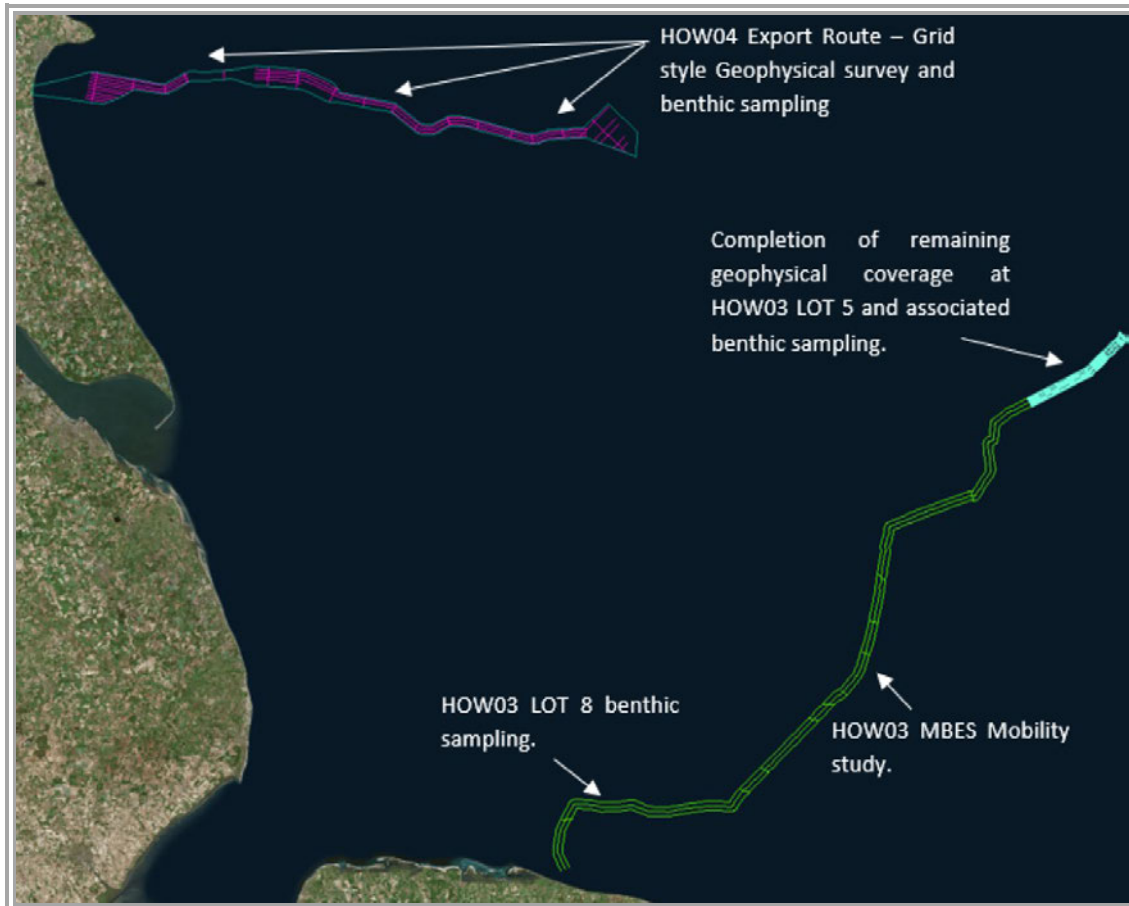 HOW04 Export Route – Grid
style Geophysical survey and
benthic sampling
Completion of remaining
geophysical coverage at
HOW03 LOT 5 and associated
benthic sampling.
HOW03 LOT 8 benthic
sampling.
HOW03 MBES Mobility
study.